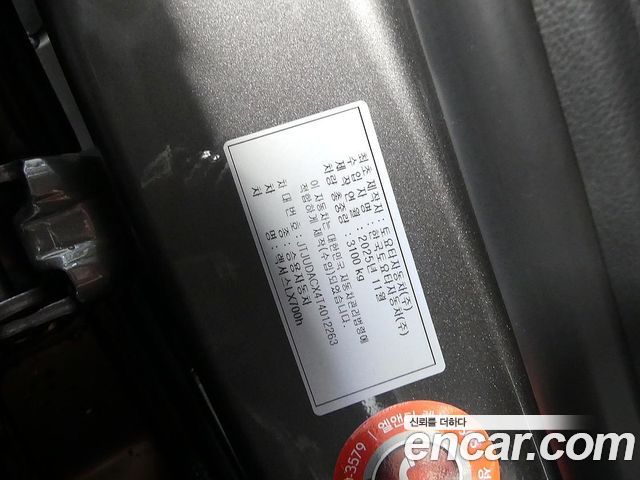 최초 제작자 : 토요타자동차(주)
수입자명 : 한국토요타자동차(주)
제작연월 : 2025년 11월
차량 총중량 : 3100 kg
이 자동차는 대한민국 자동차관리법령에
적합하게 제작(수입)되었습니다.
차대번호 : JTJUDACX414012263
차 종 : 승용자동차
차 명 : 렉서스LX700h
-3579 | 엘앤티
신뢰를 더하다
encar.com